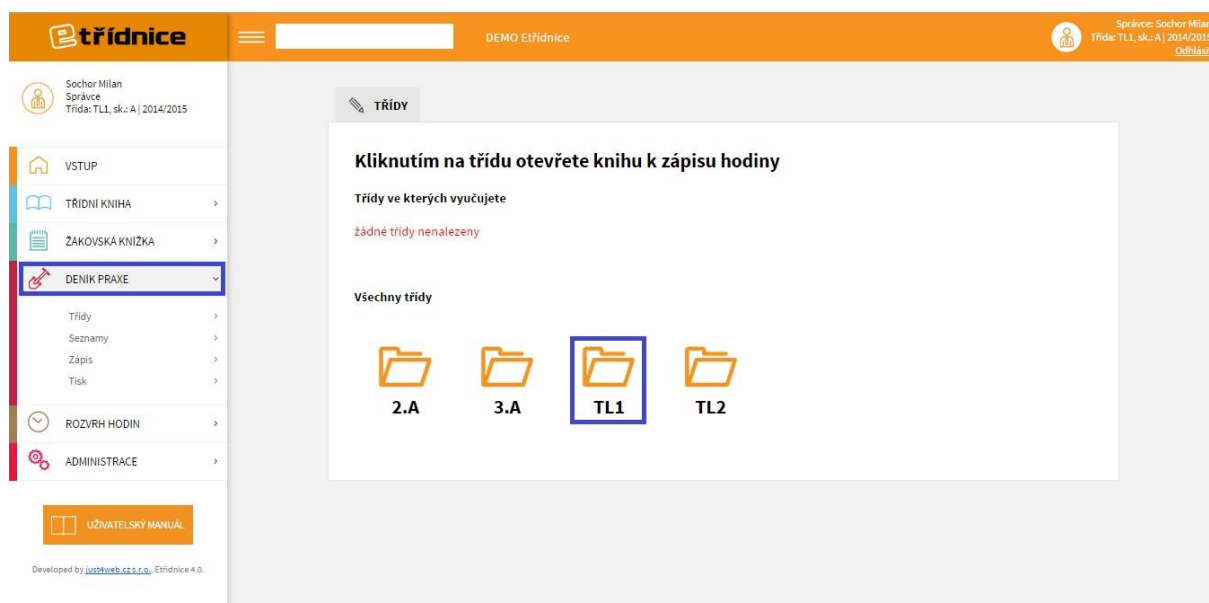 etřídnice
DEMO Etřídnice
Správce: Sochor Milan
Třída: TL1, sk.: A | 2014/2015
Odhlásit
Sochor Milan
Správce
Třída: TL1, sk.: A | 2014/2015
VSTUP
TŘÍDNÍ KNIHA
ŽÁKOVSKÁ KNÍŽKA
DENÍK PRAXE
Třídy
Seznamy
Zápis
Tisk
ROZVRH HODIN
ADMINISTRACE
UŽIVATELSKÝ MANUÁL
Developed by just4web.cz s.r.o., Etřídnice 4.0.
TŘÍDY
Kliknutím na třídu otevřete knihu k zápisu hodiny
Třídy ve kterých vyučujete
žádné třídy nenalezeny
Všechny třídy
2.A 3.A TL1 TL2